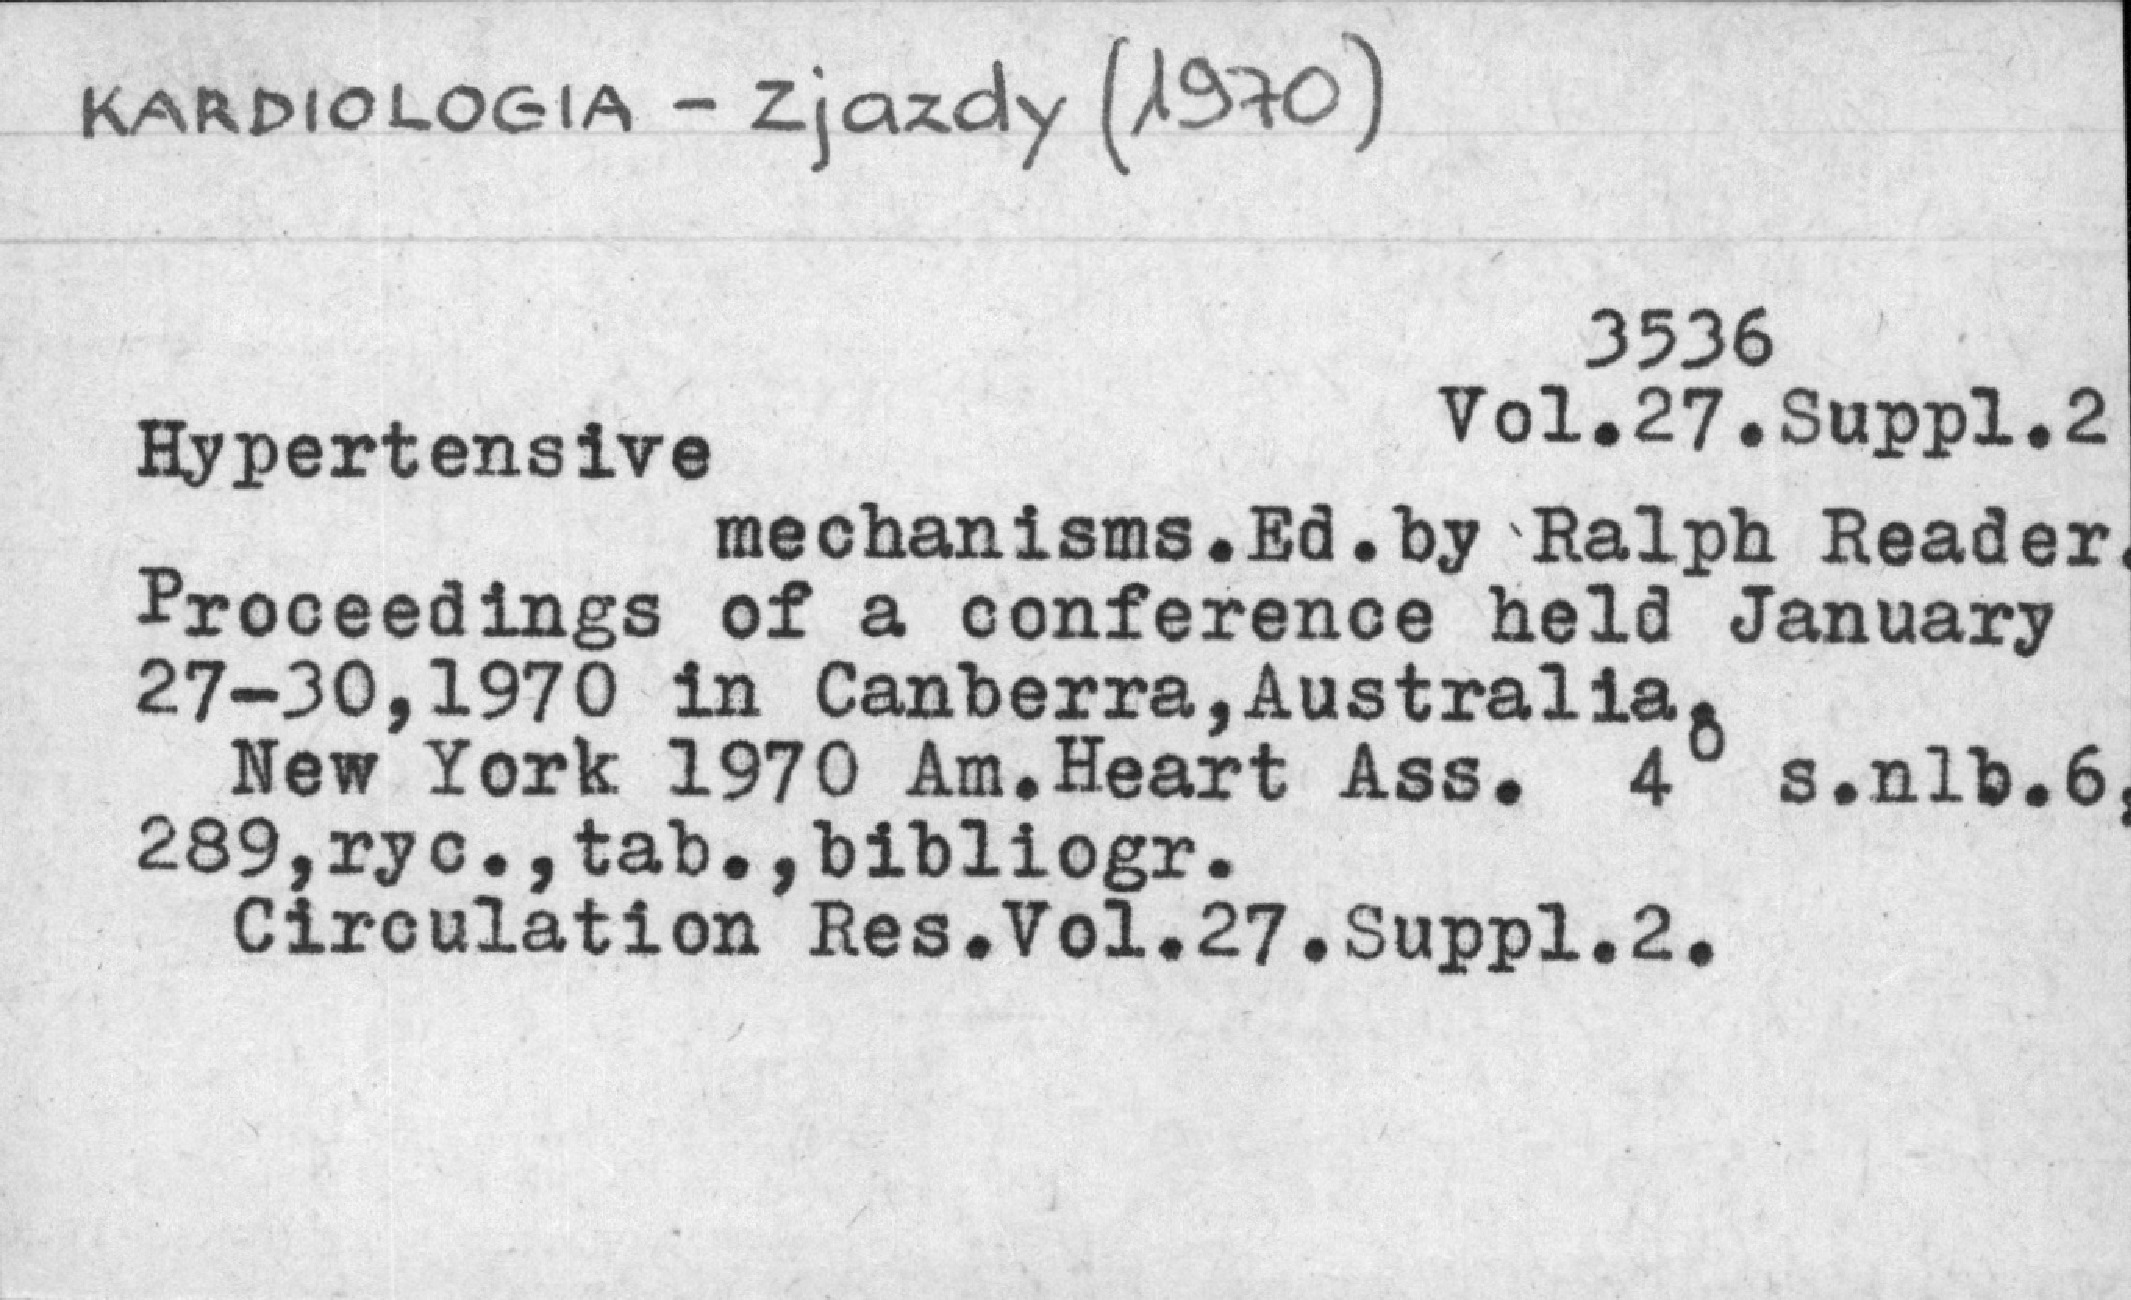 KARDIOLOGIA - Zjazdy (1970)
3536
Vol.27.Suppl.2
Hypertensive
mechanisms.Ed.by Ralph Reader.
Proceedings of a conference held January
27-30,1970 in Canberra,Australia.
New York 1970 Am.Heart Ass. 4° s.nlb.6,
289,ryc.,tab.,bibliogr.
Circulation Res.Vol.27.Suppl.2.